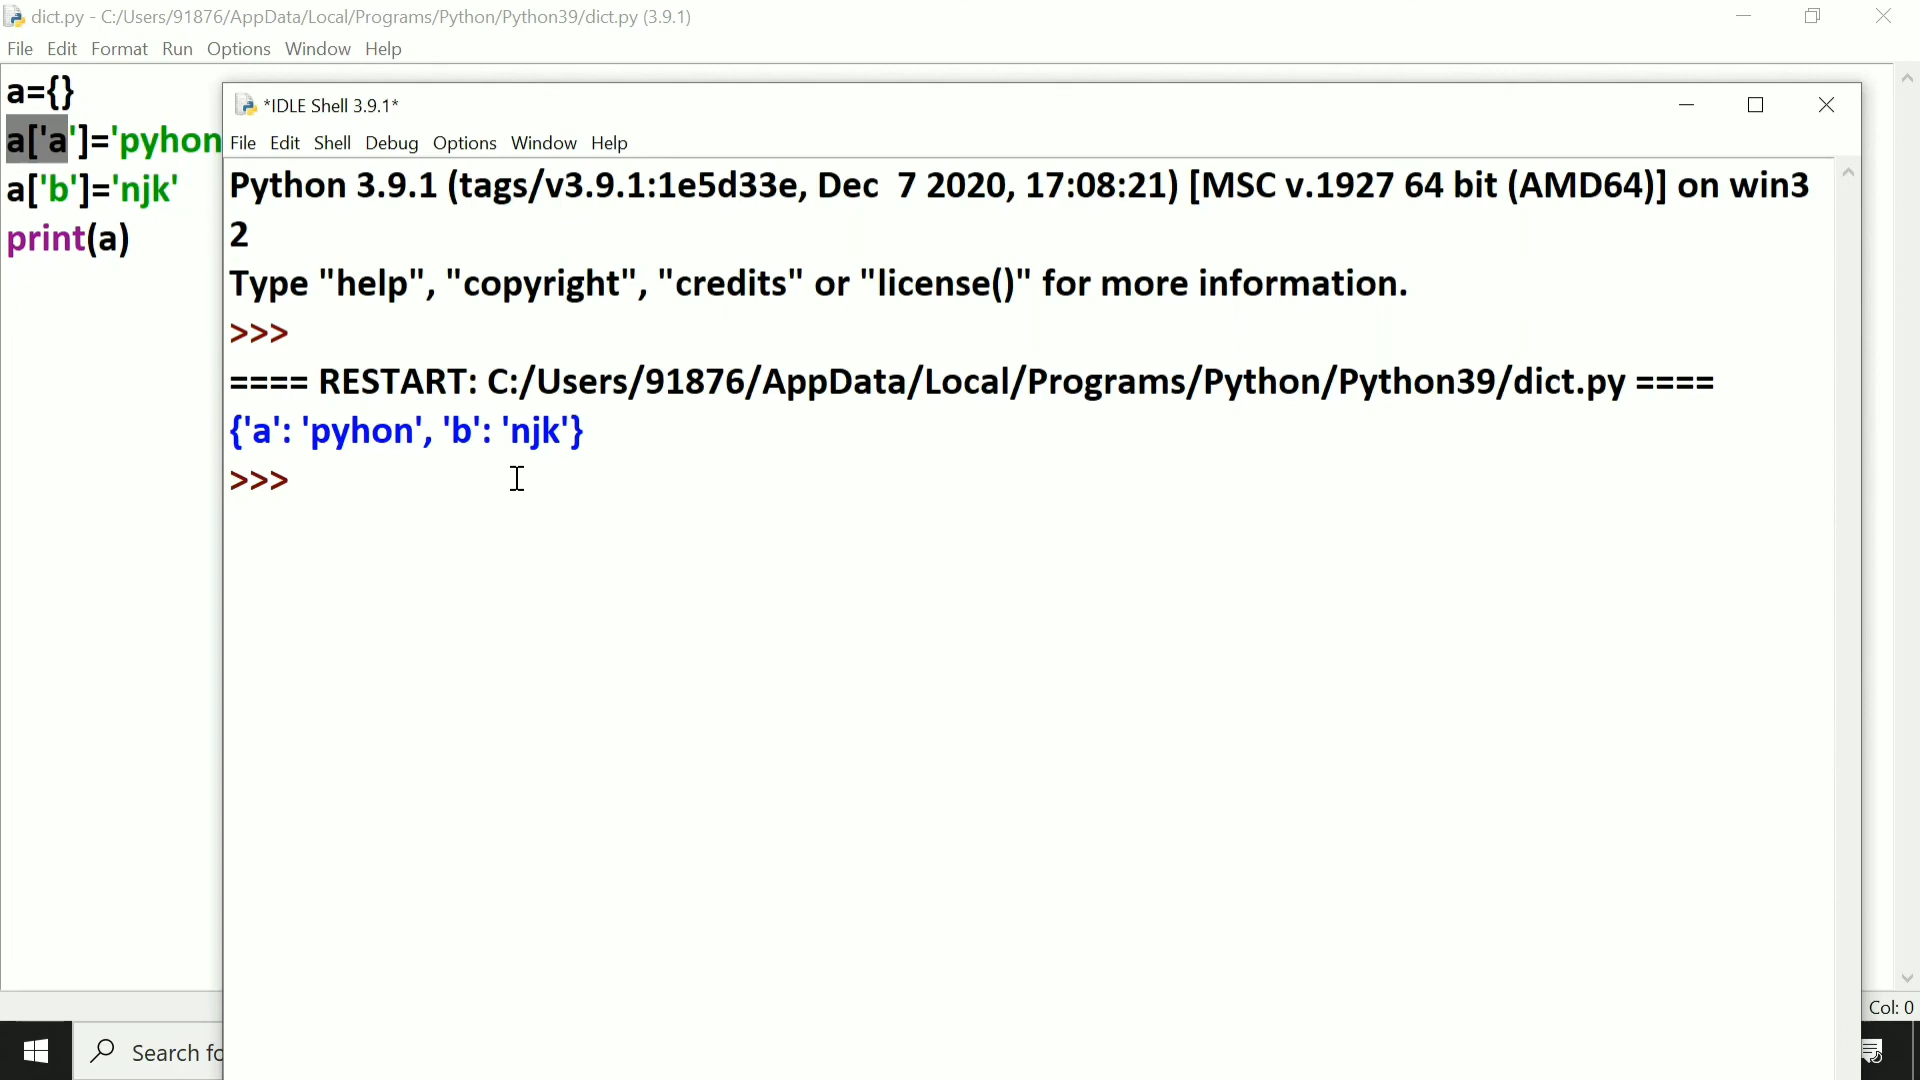 dict.py - C:/Users/91876/AppData/Local/Programs/Python/Python39/dict.py (3.9.1)
File Edit Format Run Options Window Help
a={}
a['a']='pyhon
a['b']='njk'
print(a)
*IDLE Shell 3.9.1*
File Edit Shell Debug Options Window Help
Python 3.9.1 (tags/v3.9.1:1e5d33e, Dec  7 2020, 17:08:21) [MSC v.1927 64 bit (AMD64)] on win3
2
Type "help", "copyright", "credits" or "license()" for more information.
>>>
==== RESTART: C:/Users/91876/AppData/Local/Programs/Python/Python39/dict.py ====
{'a': 'pyhon', 'b': 'njk'}
>>>
Col: 0
Search fo